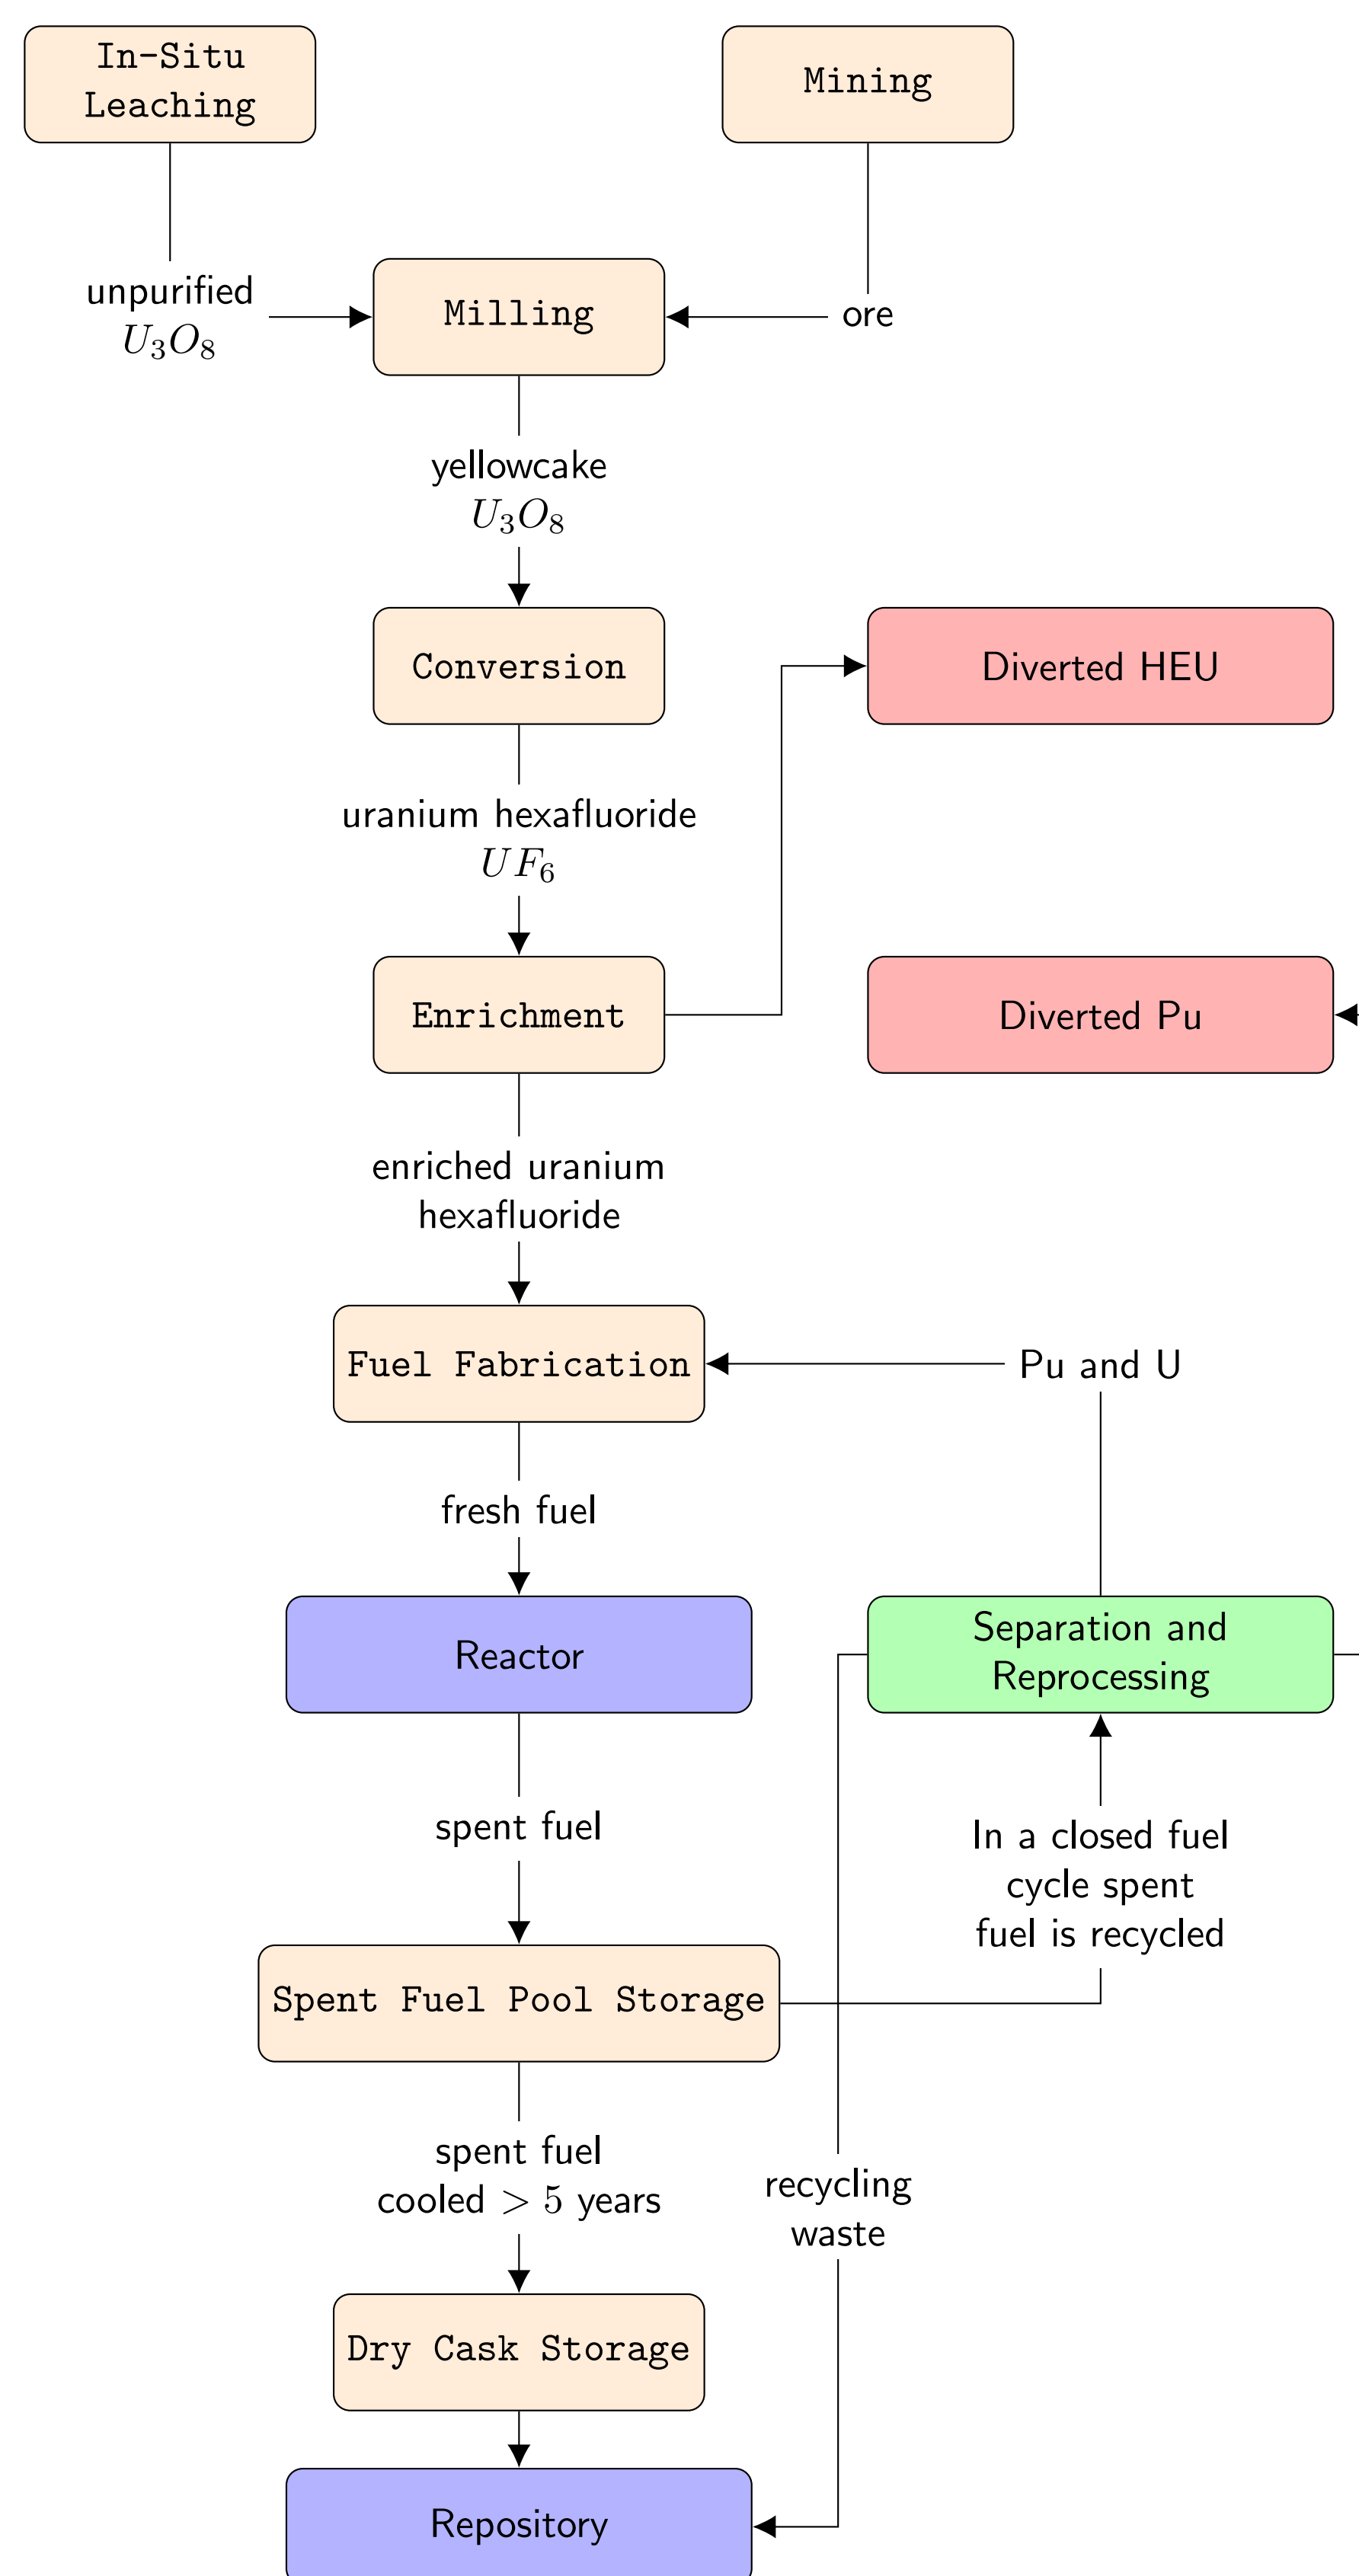 In-Situ
Leaching
Mining
unpurified
U₃O₈
Milling
ore
yellowcake
U₃O₈
Conversion
Diverted HEU
uranium hexafluoride
UF₆
Enrichment
Diverted Pu
enriched uranium
hexafluoride
Fuel Fabrication
Pu and U
fresh fuel
Reactor
Separation and
Reprocessing
spent fuel
In a closed fuel
cycle spent
fuel is recycled
Spent Fuel Pool Storage
spent fuel
cooled > 5 years
recycling
waste
Dry Cask Storage
Repository